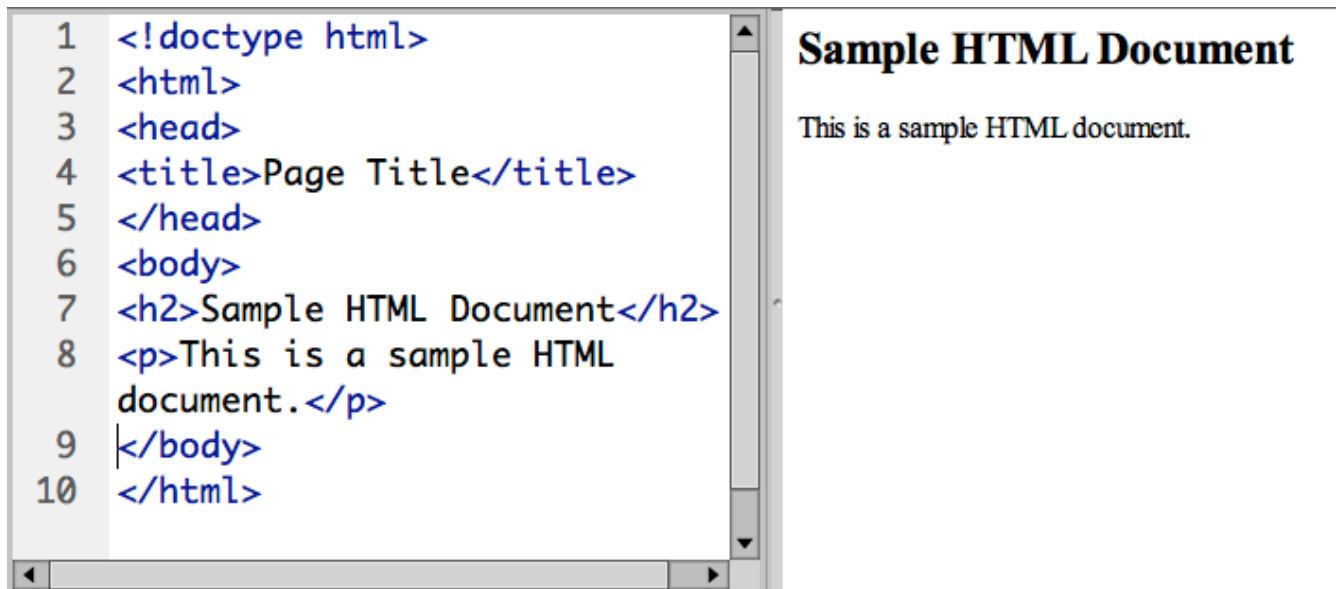 1 <!doctype html>
2 <html>
3 <head>
4 <title>Page Title</title>
5 </head>
6 <body>
7 <h2>Sample HTML Document</h2>
8 <p>This is a sample HTML
document.</p>
9 </body>
10 </html>
Sample HTML Document
This is a sample HTML document.